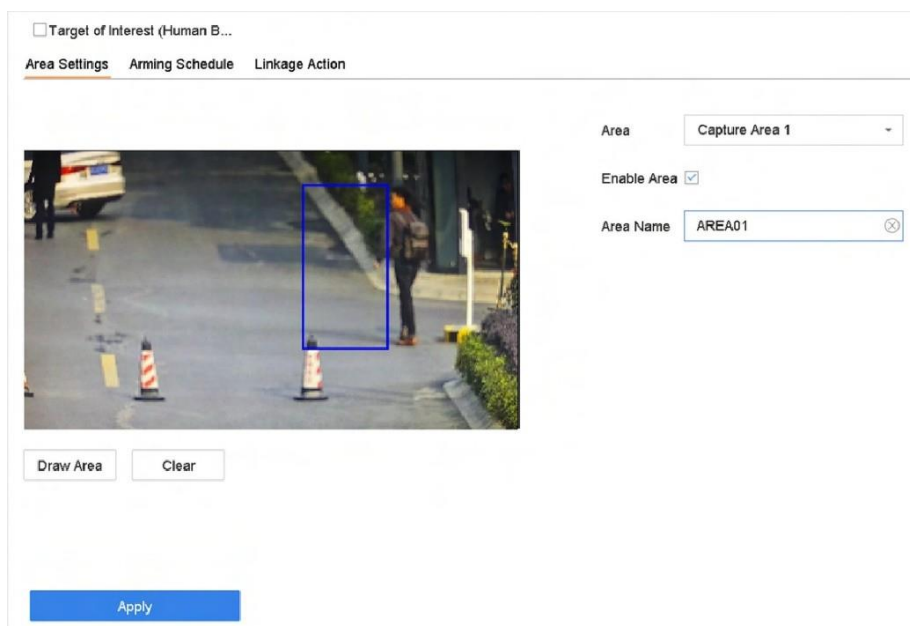 Target of Interest (Human B...
Area Settings Arming Schedule Linkage Action
Area Capture Area 1
Enable Area
Area Name AREA01
Draw Area Clear
Apply